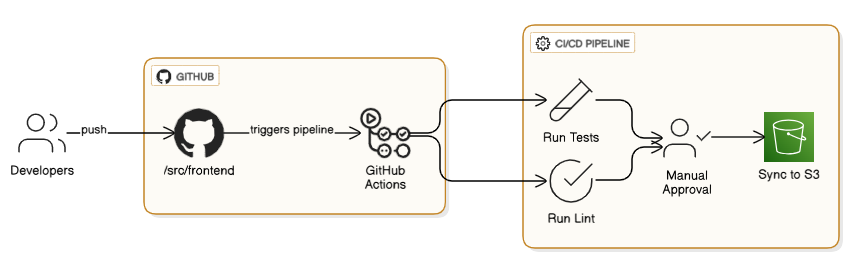 GITHUB
CI/CD PIPELINE
push
triggers pipeline
Developers
/src/frontend
GitHub
Actions
Run Tests
Run Lint
Manual
Approval
Sync to S3